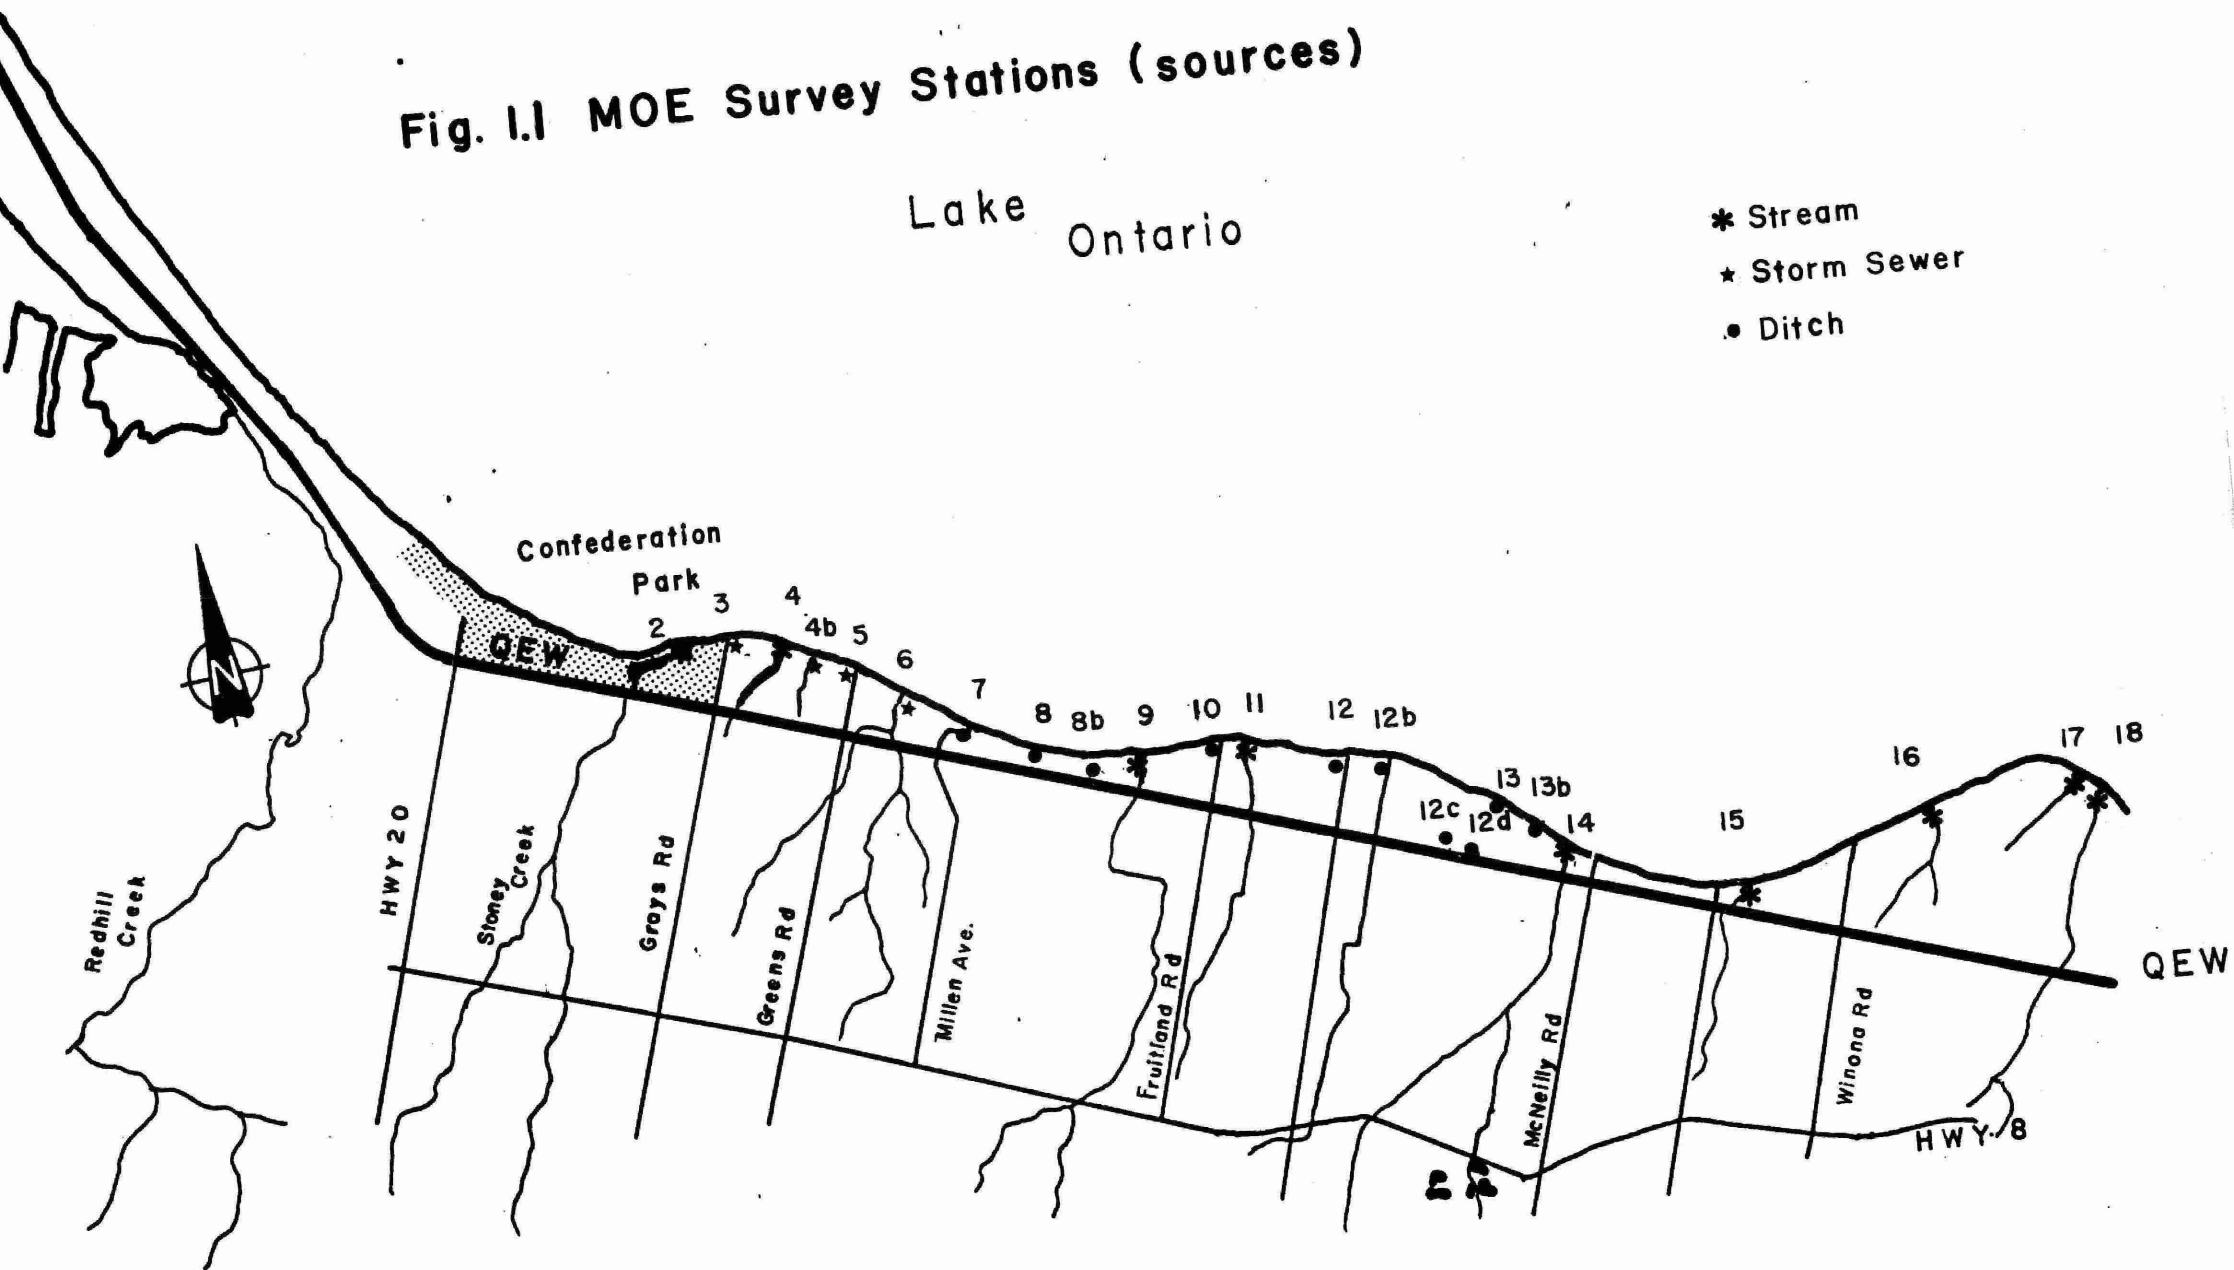 Fig. 1.1 MOE Survey Stations (sources)
Lake
Ontario
* Stream
★ Storm Sewer
● Ditch
Confederation
Park
QEW
2
3
4
4b
5
6
7
8
8b
9
10
11
12
12b
12c
12d
13
13b
14
15
16
17
18
N
Redhill
Creek
HWY 20
Stoney
Creek
Grays Rd
Greens Rd
Millen Ave.
Fruitland Rd
McNeilly Rd
Winona Rd
QEW
HWY. 8